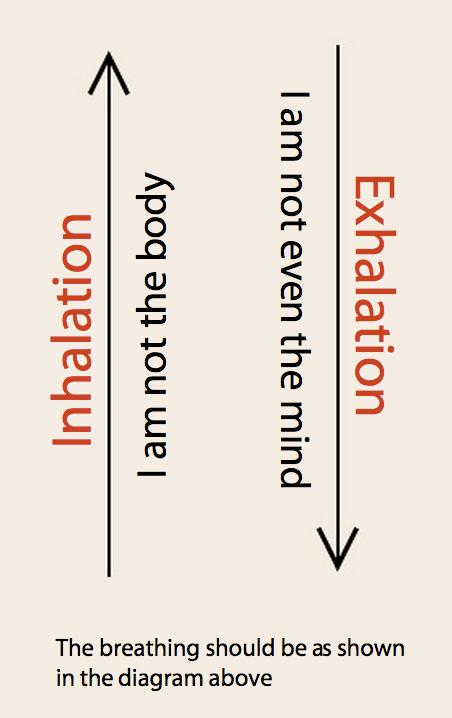 Inhalation
I am not the body
I am not even the mind
Exhalation
The breathing should be as shown
in the diagram above